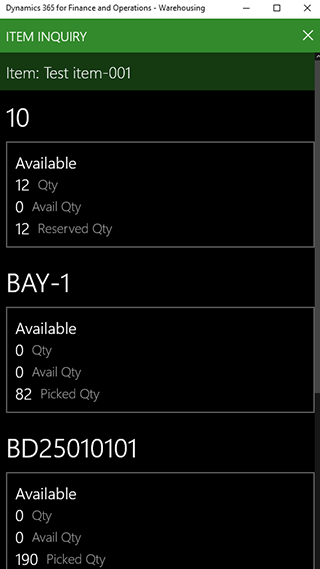 Dynamics 365 for Finance and Operations - Warehousing
ITEM INQUIRY
Item: Test item-001
10
Available
12 Qty
0 Avail Qty
12 Reserved Qty
BAY-1
Available
0 Qty
0 Avail Qty
82 Picked Qty
BD25010101
Available
0 Qty
0 Avail Qty
190 Picked Qty